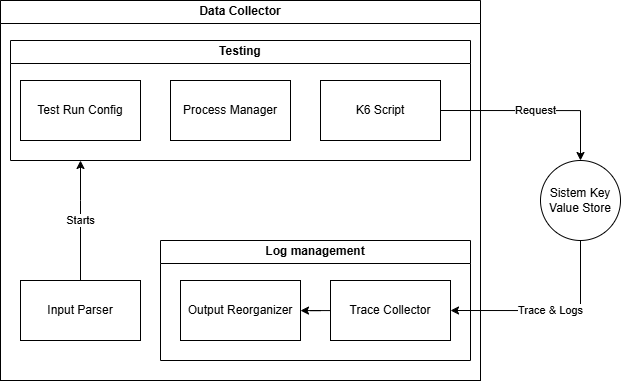 Data Collector
Testing
Test Run Config
Process Manager
K6 Script
Request
Sistem Key
Value Store
Starts
Log management
Input Parser
Output Reorganizer
Trace Collector
Trace & Logs